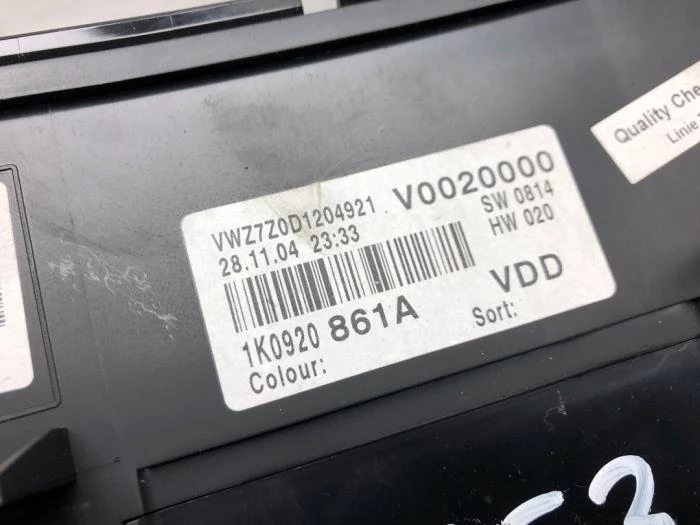 VWZ7Z0D1204921 V0020000
28.11.04 23:33 SW 0814
HW 020
1K0920 861A VDD
Colour: Sort:
Quality Che
Linie